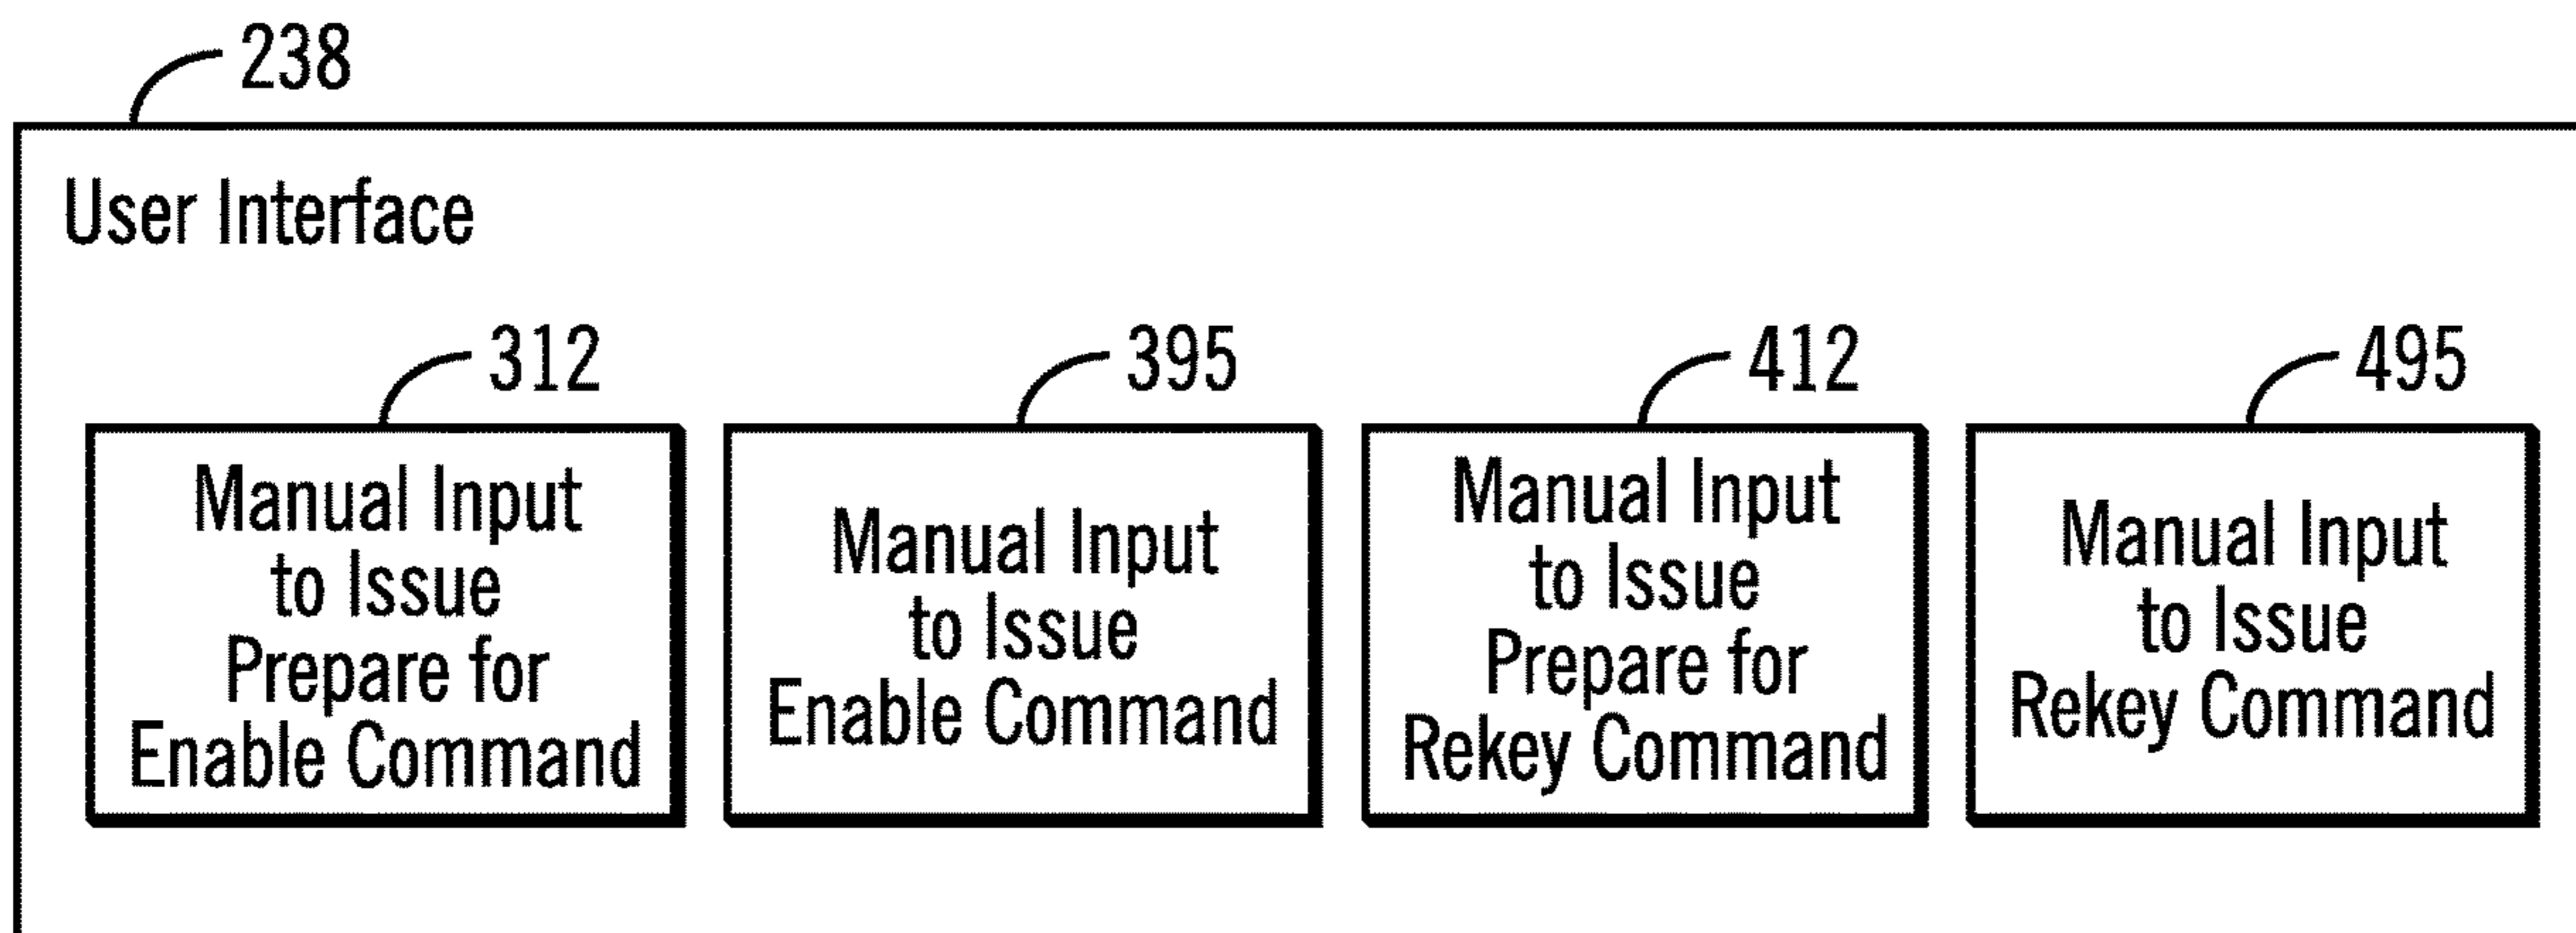 238
User Interface
312
395
412
495
Manual Input
to Issue
Prepare for
Enable Command
Manual Input
to Issue
Enable Command
Manual Input
to Issue
Prepare for
Rekey Command
Manual Input
to Issue
Rekey Command